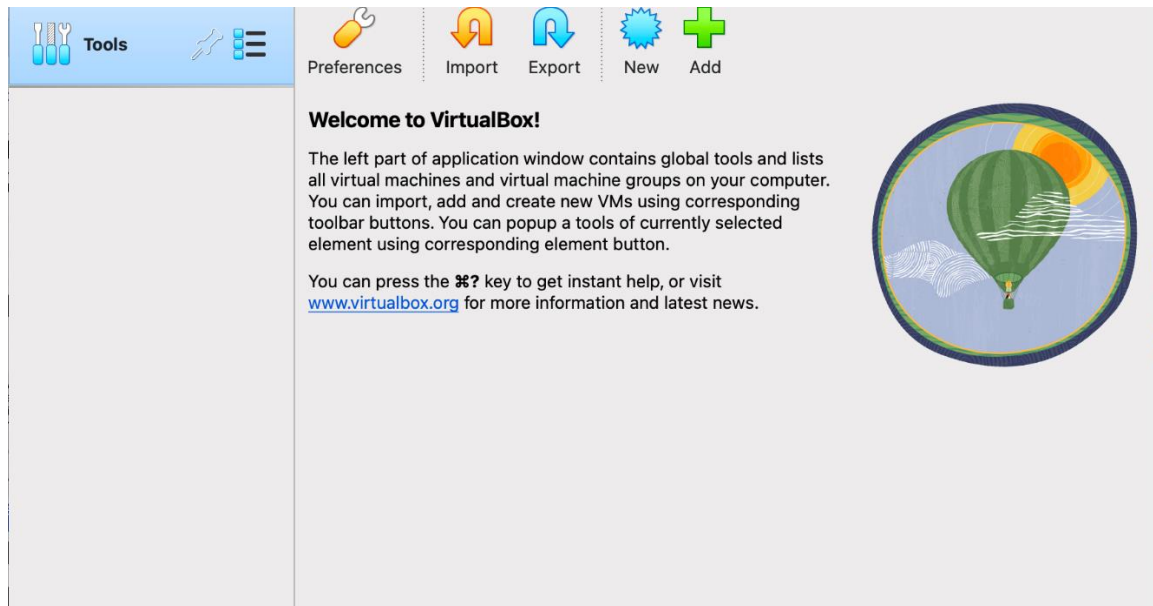 Tools
Preferences
Import
Export
New
Add
Welcome to VirtualBox!
The left part of application window contains global tools and lists
all virtual machines and virtual machine groups on your computer.
You can import, add and create new VMs using corresponding
toolbar buttons. You can popup a tools of currently selected
element using corresponding element button.
You can press the ⌘? key to get instant help, or visit
www.virtualbox.org for more information and latest news.